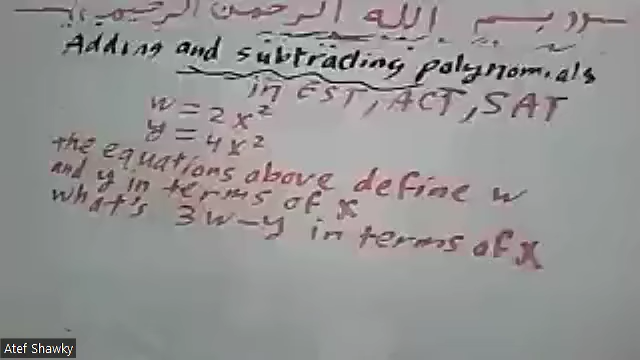 بسم الله الرحمن الرحيم
Adding and subtracting polynomials
in EST, ACT, SAT
w = 2x²
y = 4x²
the equations above define w
and y in terms of x
what's 3w-y in terms of x
Atef Shawky